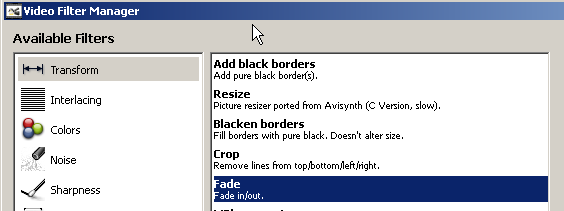 Video Filter Manager
Available Filters
Transform
Interlacing
Colors
Noise
Sharpness
Add black borders
Add pure black border(s).
Resize
Picture resizer ported from Avisynth (C Version, slow).
Blacken borders
Fill borders with pure black. Doesn't alter size.
Crop
Remove lines from top/bottom/left/right.
Fade
Fade in/out.